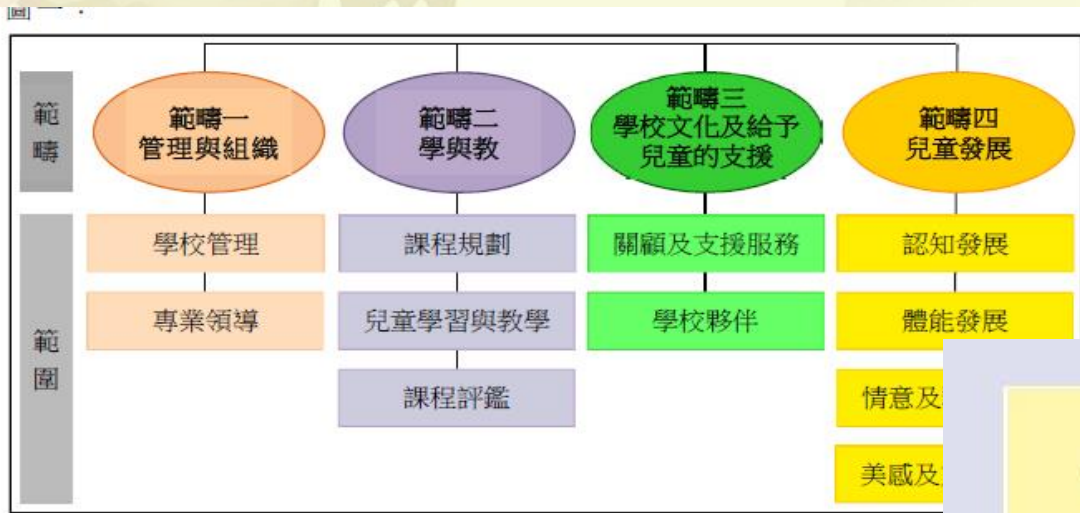 範疇
範疇一
管理與組織
範疇二
學與教
範疇三
學校文化及給予
兒童的支援
範疇四
兒童發展
範圍
學校管理
課程規劃
關顧及支援服務
認知發展
專業領導
兒童學習與教學
學校夥伴
體能發展
課程評鑑
情意及
美感及